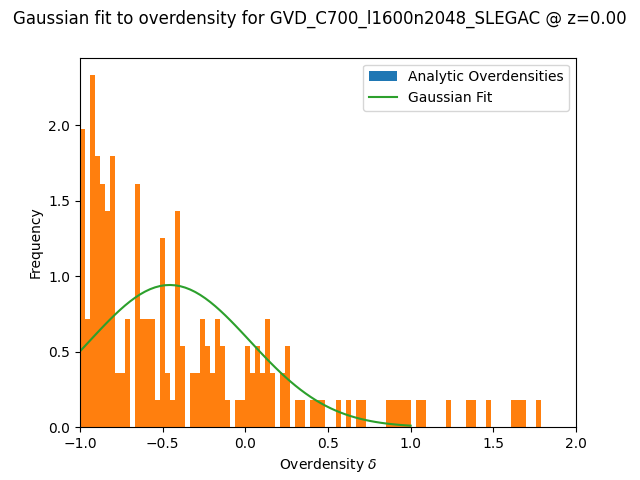 Gaussian fit to overdensity for GVD_C700_l1600n2048_SLEGAC @ z=0.00
Analytic Overdensities
Gaussian Fit
Frequency
2.0
1.5
1.0
0.5
0.0
−1.0 −0.5 0.0 0.5 1.0 1.5 2.0
Overdensity δ